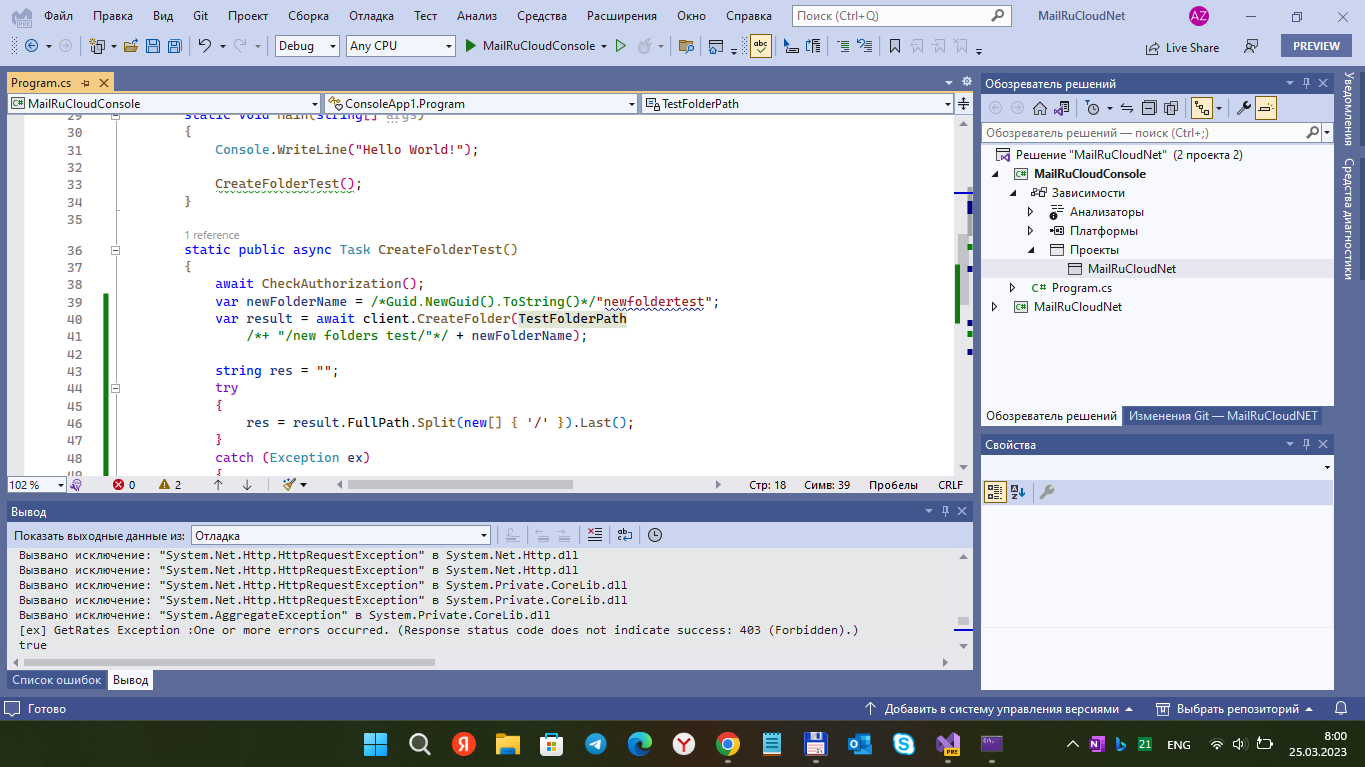 Файл Правка Вид Git Проект Сборка Отладка Тест Анализ Средства Расширения Окно Справка Поиск (Ctrl+Q) MailRuCloudNet AZ
Debug Any CPU MailRuCloudConsole abc Live Share PREVIEW
Program.cs
MailRuCloudConsole ConsoleApp1.Program TestFolderPath
29 static void Main(string[] args)
30 {
31 Console.WriteLine("Hello World!");
32
33 CreateFolderTest();
34 }
35
1 reference
36 static public async Task CreateFolderTest()
37 {
38 await CheckAuthorization();
39 var newFolderName = /*Guid.NewGuid().ToString()*/"newfoldertest";
40 var result = await client.CreateFolder(TestFolderPath
41 /*+ "/new folders test/"*/ + newFolderName);
42
43 string res = "";
44 try
45 {
46 res = result.FullPath.Split(new[] { '/' }).Last();
47 }
48 catch (Exception ex)
49 {
102 % 0 2 Стр: 18 Симв: 39 Пробелы CRLF
Вывод
Показать выходные данные из: Отладка
Вызвано исключение: "System.Net.Http.HttpRequestException" в System.Net.Http.dll
Вызвано исключение: "System.Net.Http.HttpRequestException" в System.Net.Http.dll
Вызвано исключение: "System.Net.Http.HttpRequestException" в System.Private.CoreLib.dll
Вызвано исключение: "System.Net.Http.HttpRequestException" в System.Private.CoreLib.dll
Вызвано исключение: "System.AggregateException" в System.Private.CoreLib.dll
[ex] GetRates Exception :One or more errors occurred. (Response status code does not indicate success: 403 (Forbidden).)
true
Список ошибок Вывод
Обозреватель решений
Обозреватель решений — поиск (Ctrl+;)
Решение "MailRuCloudNet" (2 проекта 2)
C# MailRuCloudConsole
Зависимости
Анализаторы
Платформы
Проекты
MailRuCloudNet
C# Program.cs
C# MailRuCloudNet
Обозреватель решений Изменения Git — MailRuCloudNET
Свойства
Уведомления
Средства диагностики
Готово Добавить в систему управления версиями Выбрать репозиторий
PRE 21 ENG 8:00
25.03.2023